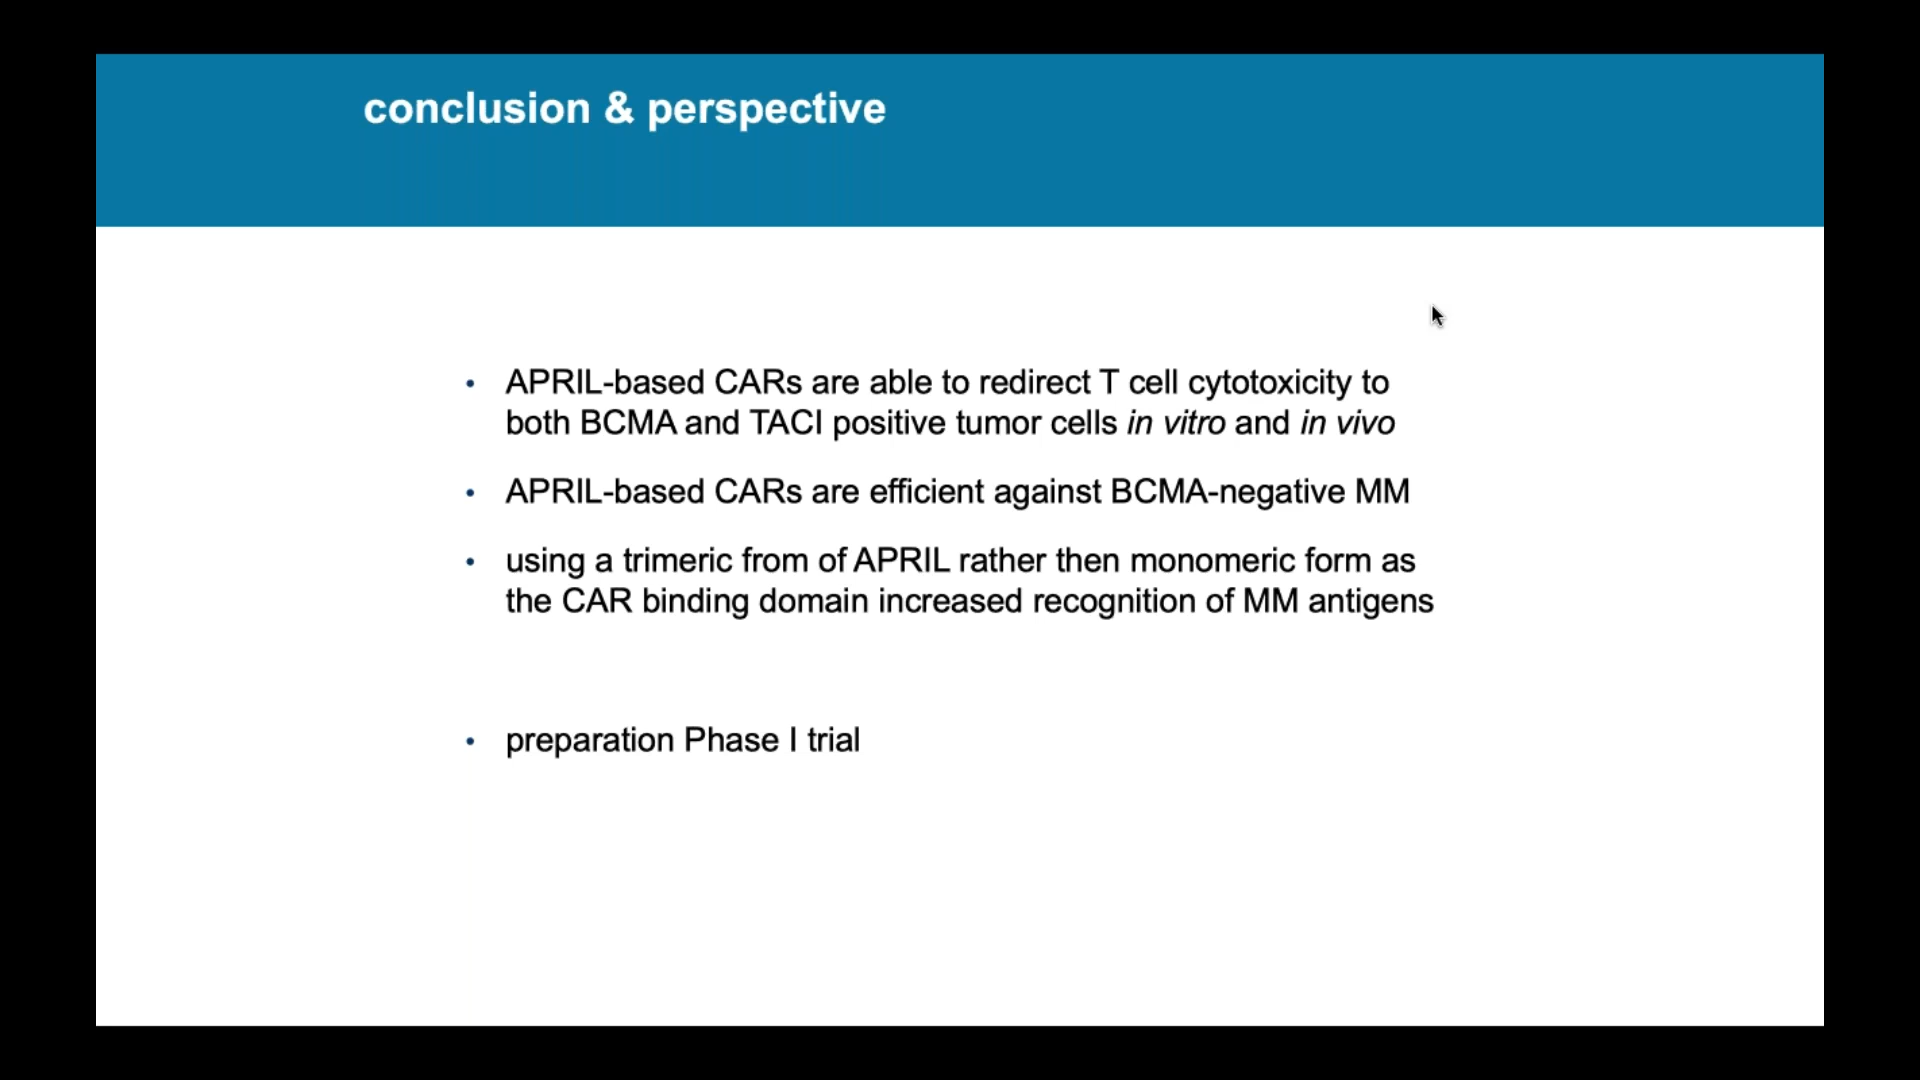 conclusion & perspective
• APRIL-based CARs are able to redirect T cell cytotoxicity to
both BCMA and TACI positive tumor cells in vitro and in vivo
• APRIL-based CARs are efficient against BCMA-negative MM
• using a trimeric from of APRIL rather then monomeric form as
the CAR binding domain increased recognition of MM antigens
• preparation Phase I trial